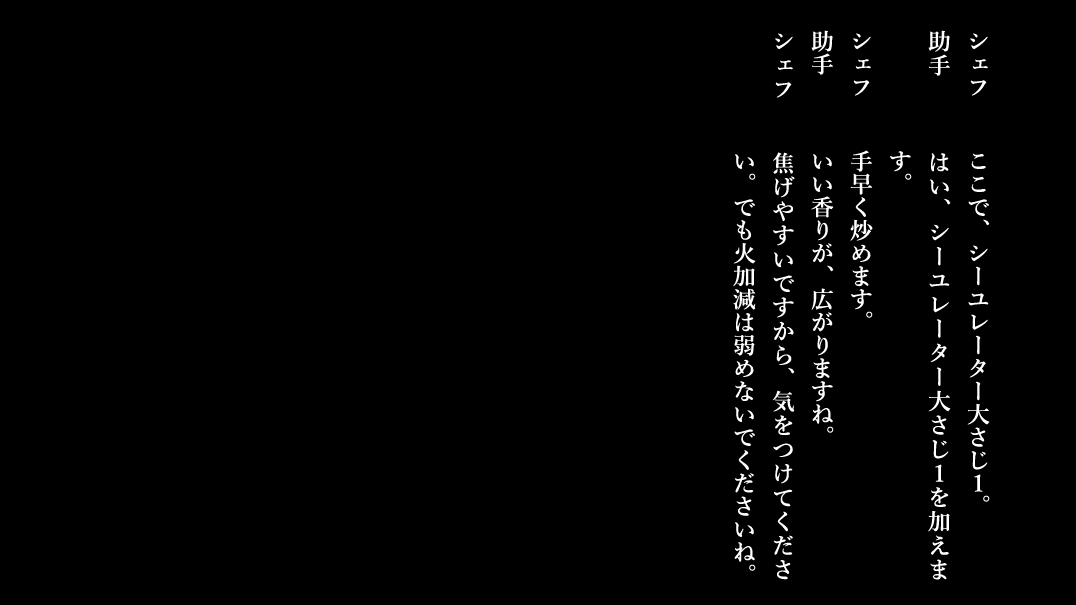 シェフ　ここで、シーユレーター大さじ1。
助手　はい、シーユレーター大さじ1を加えま
す。
シェフ　手早く炒めます。
助手　いい香りが、広がりますね。
シェフ　焦げやすいですから、気をつけてくださ
い。でも火加減は弱めないでくださいね。